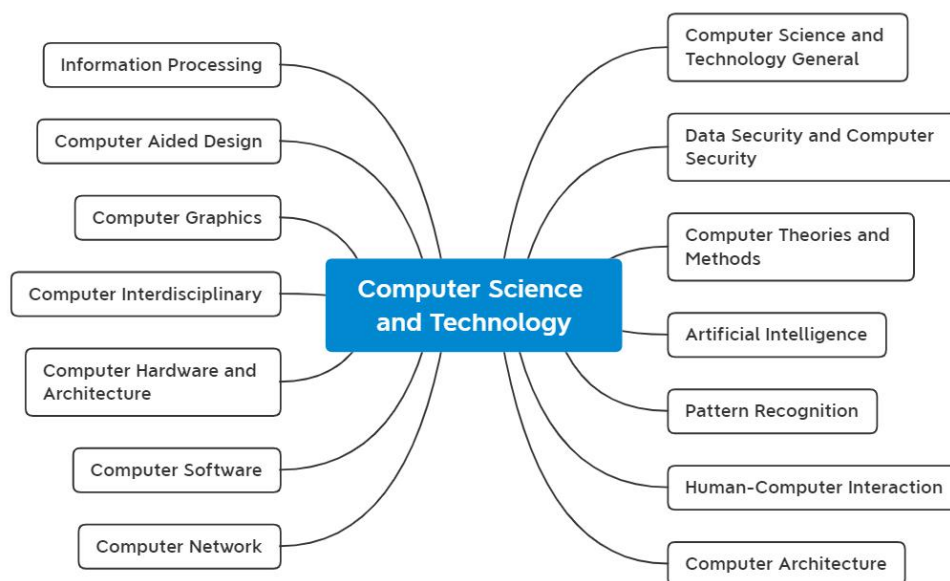 Computer Science
and Technology
Computer Science and
Technology General
Data Security and Computer
Security
Computer Theories and
Methods
Artificial Intelligence
Pattern Recognition
Human-Computer Interaction
Computer Architecture
Information Processing
Computer Aided Design
Computer Graphics
Computer Interdisciplinary
Computer Hardware and
Architecture
Computer Software
Computer Network